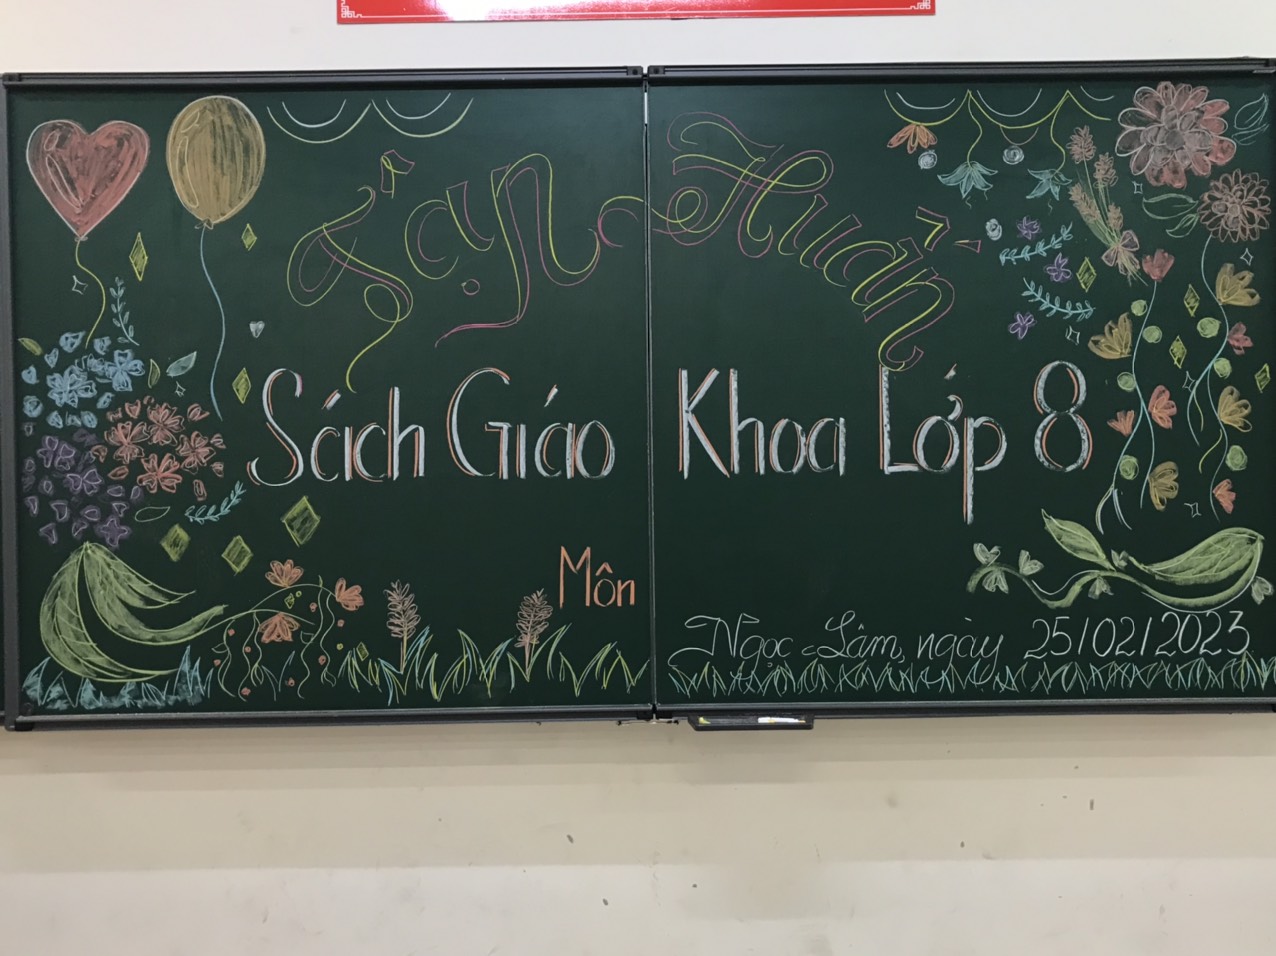 Tập Huấn
Sách Giáo Khoa Lớp 8
Môn
Ngọc Lâm, ngày 25/02/2023